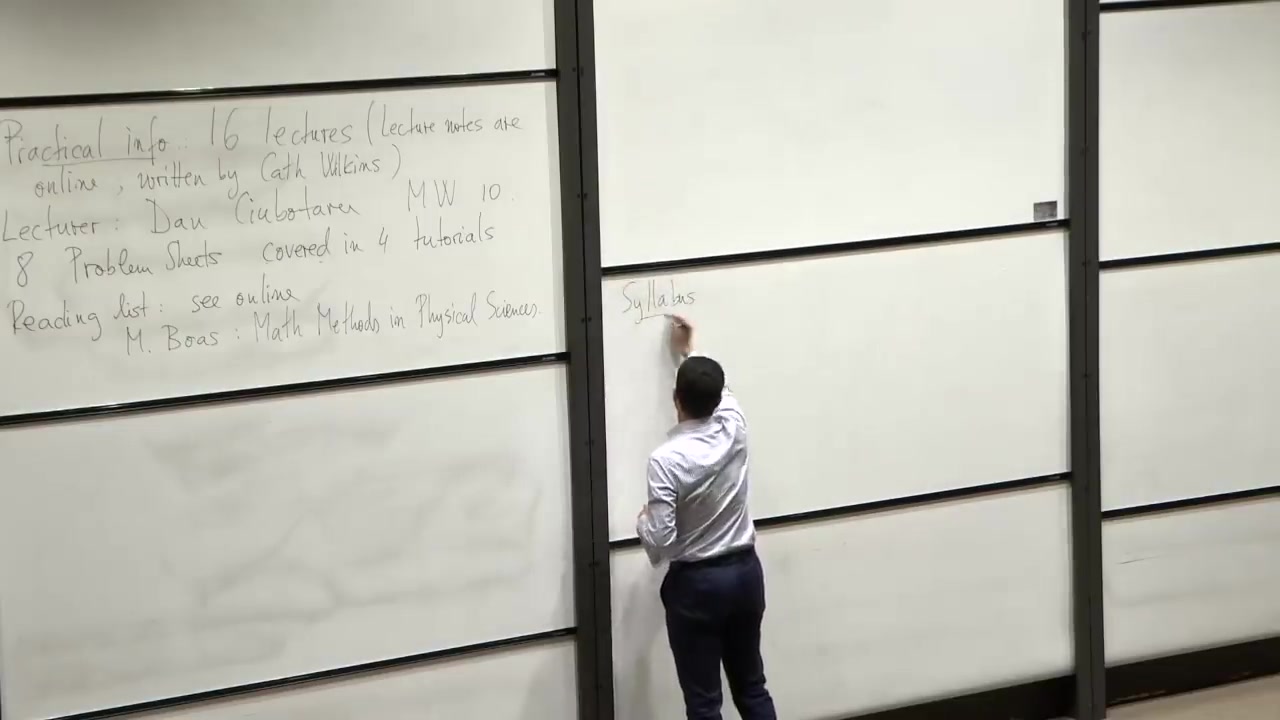 Practical info: 16 lectures (Lecture notes are
online, written by Cath Wilkins)
Lecturer: Dan Ciubotaru MW 10.
8 Problem Sheets covered in 4 tutorials
Reading list: see online
M. Boas: Math Methods in Physical Sciences.
Syllabus